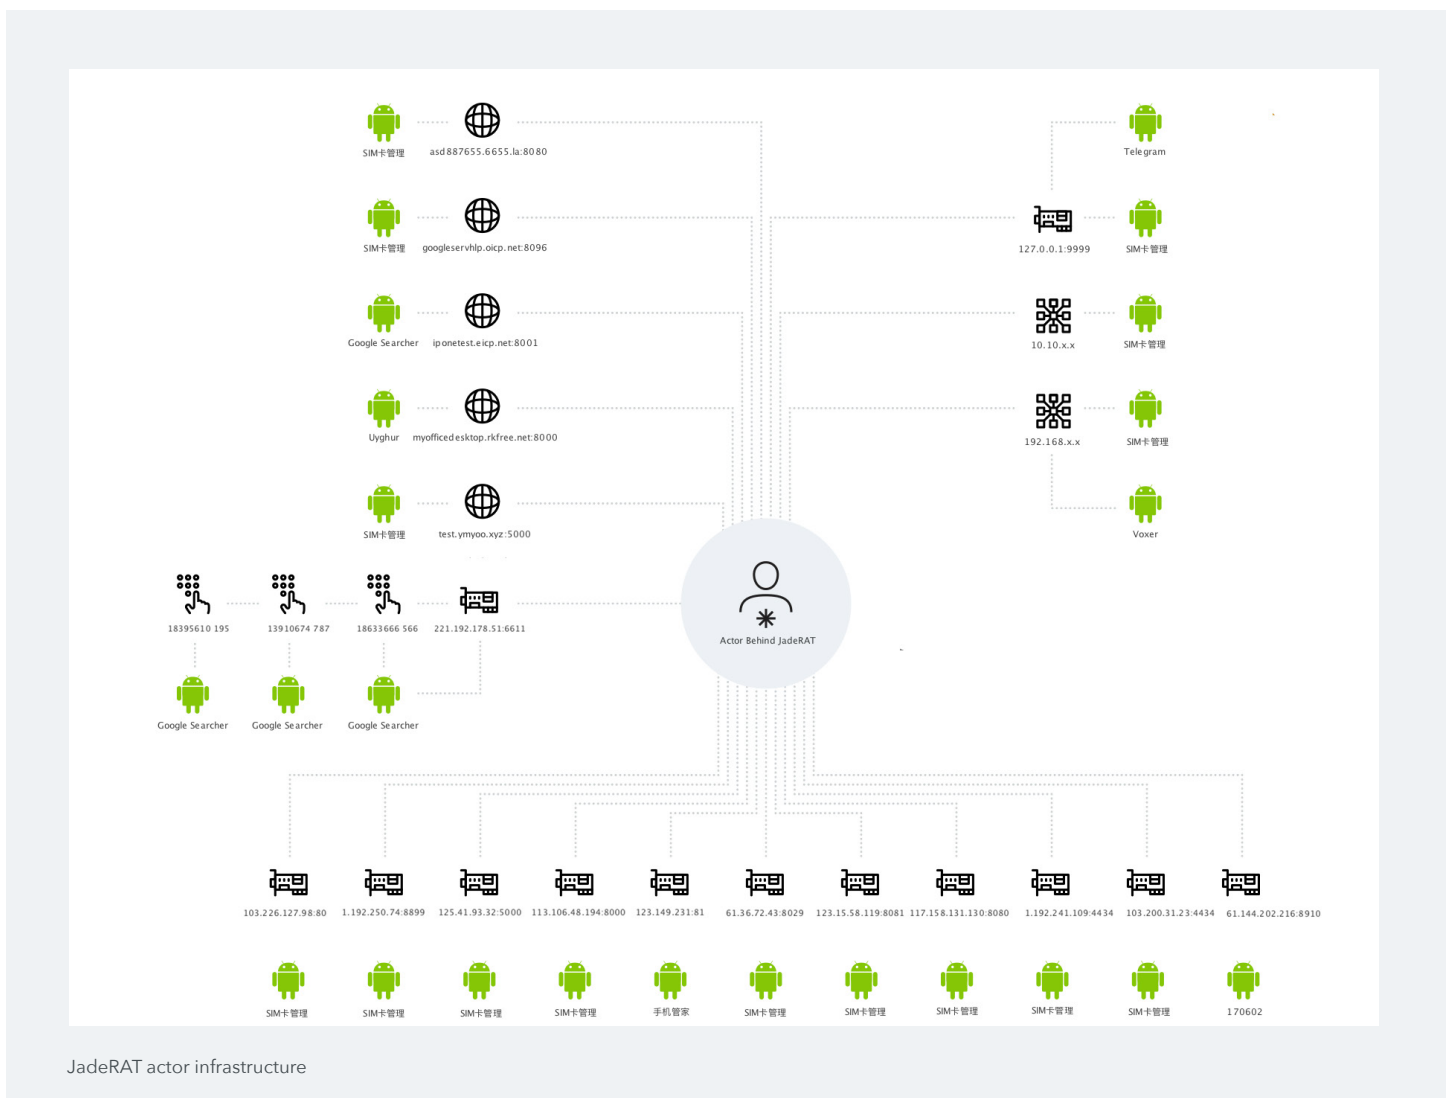 SIM卡管理
asd887655.6655.la:8080
Telegram
SIM卡管理
googleservhlp.oicp.net:8096
127.0.0.1:9999
SIM卡管理
Google Searcher
iponetest.eicp.net:8001
10.10.x.x
SIM卡管理
Uyghur
myofficedesktop.rkfree.net:8000
192.168.x.x
SIM卡管理
SIM卡管理
test.ymyoo.xyz:5000
Voxer
18395610 195
13910674 787
18633666 566
221.192.178.51:6611
Actor Behind JadeRAT
Google Searcher
Google Searcher
Google Searcher
103.226.127.98:80
1.192.250.74:8899
125.41.93.32:5000
113.106.48.194:8000
123.149.231:81
61.36.72.43:8029
123.15.58.119:8081
117.158.131.130:8080
1.192.241.109:4434
103.200.31.23:4434
61.144.202.216:8910
SIM卡管理
SIM卡管理
SIM卡管理
SIM卡管理
手机管家
SIM卡管理
SIM卡管理
SIM卡管理
SIM卡管理
SIM卡管理
170602
JadeRAT actor infrastructure